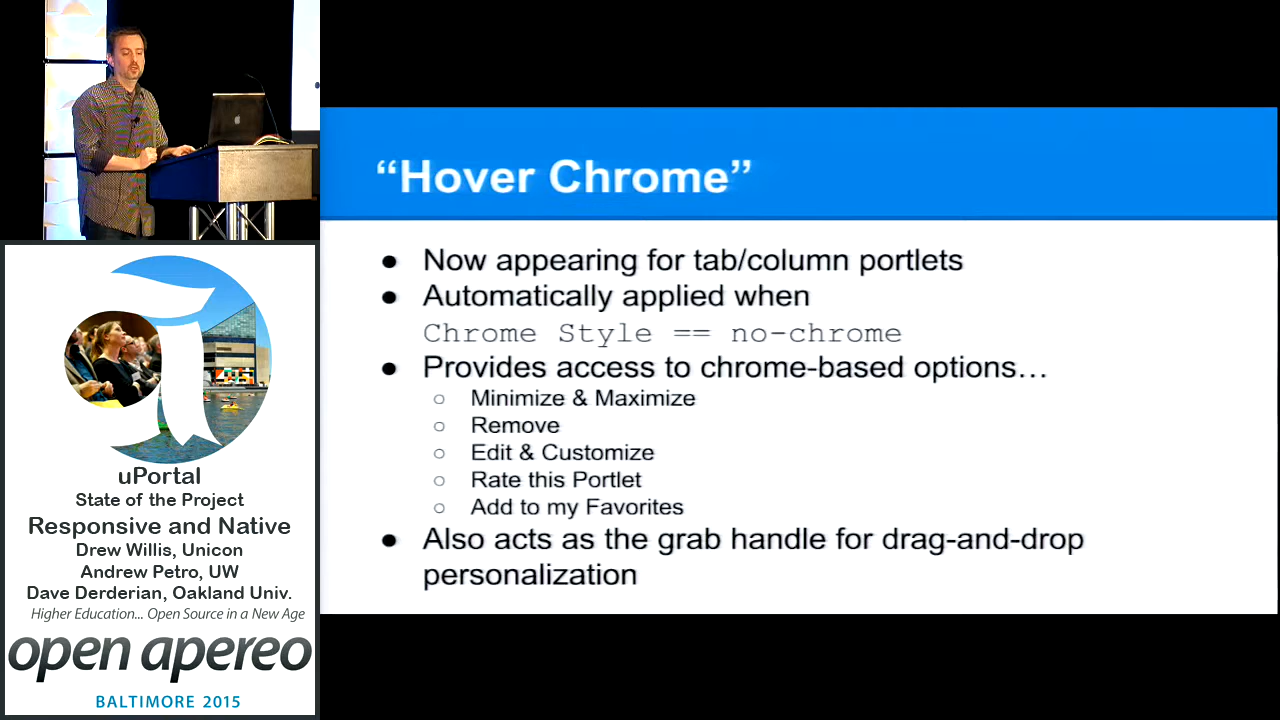 “Hover Chrome”
● Now appearing for tab/column portlets
● Automatically applied when
Chrome Style == no-chrome
● Provides access to chrome-based options…
○ Minimize & Maximize
○ Remove
○ Edit & Customize
○ Rate this Portlet
○ Add to my Favorites
● Also acts as the grab handle for drag-and-drop
personalization
uPortal
State of the Project
Responsive and Native
Drew Willis, Unicon
Andrew Petro, UW
Dave Derderian, Oakland Univ.
Higher Education... Open Source in a New Age
open apereo
BALTIMORE 2015